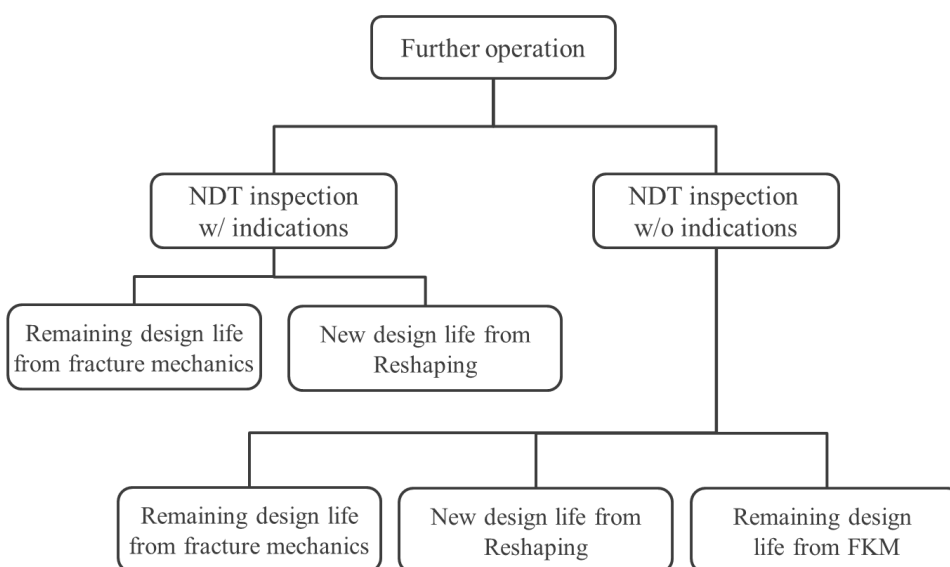 Further operation
NDT inspection
w/ indications
NDT inspection
w/o indications
Remaining design life
from fracture mechanics
New design life from
Reshaping
Remaining design life
from fracture mechanics
New design life from
Reshaping
Remaining design
life from FKM